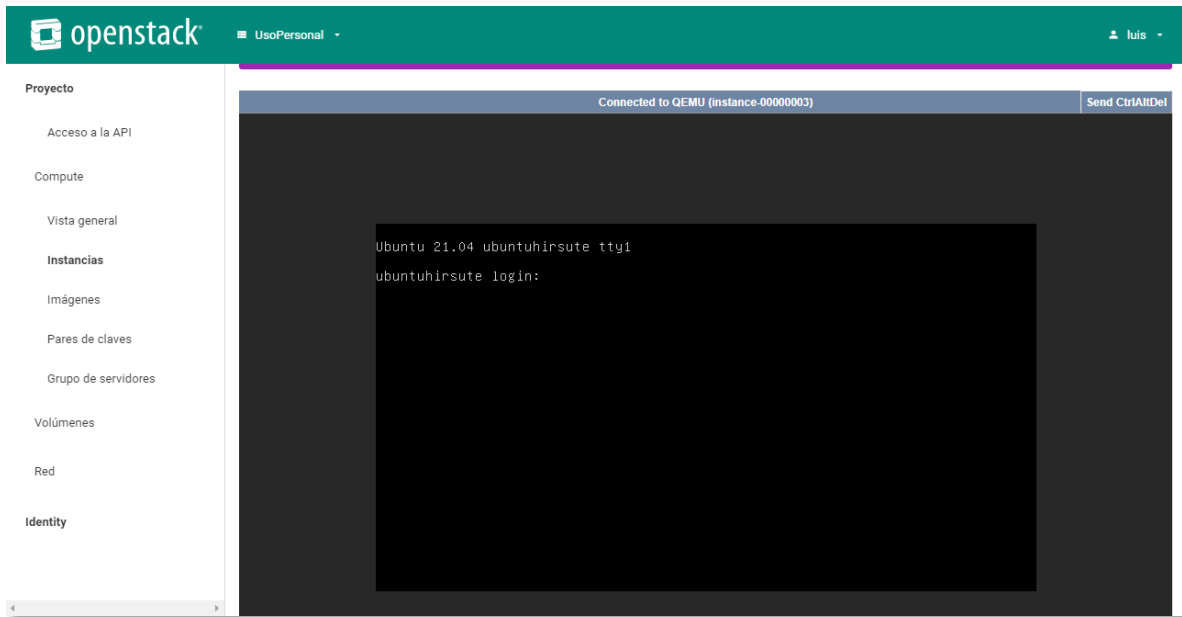 openstack
UsoPersonal
luis
Proyecto
Acceso a la API
Compute
Vista general
Instancias
Imágenes
Pares de claves
Grupo de servidores
Volúmenes
Red
Identity
Connected to QEMU (instance-00000003)
Send CtrlAltDel
Ubuntu 21.04 ubuntuhirsute tty1
ubuntuhirsute login: